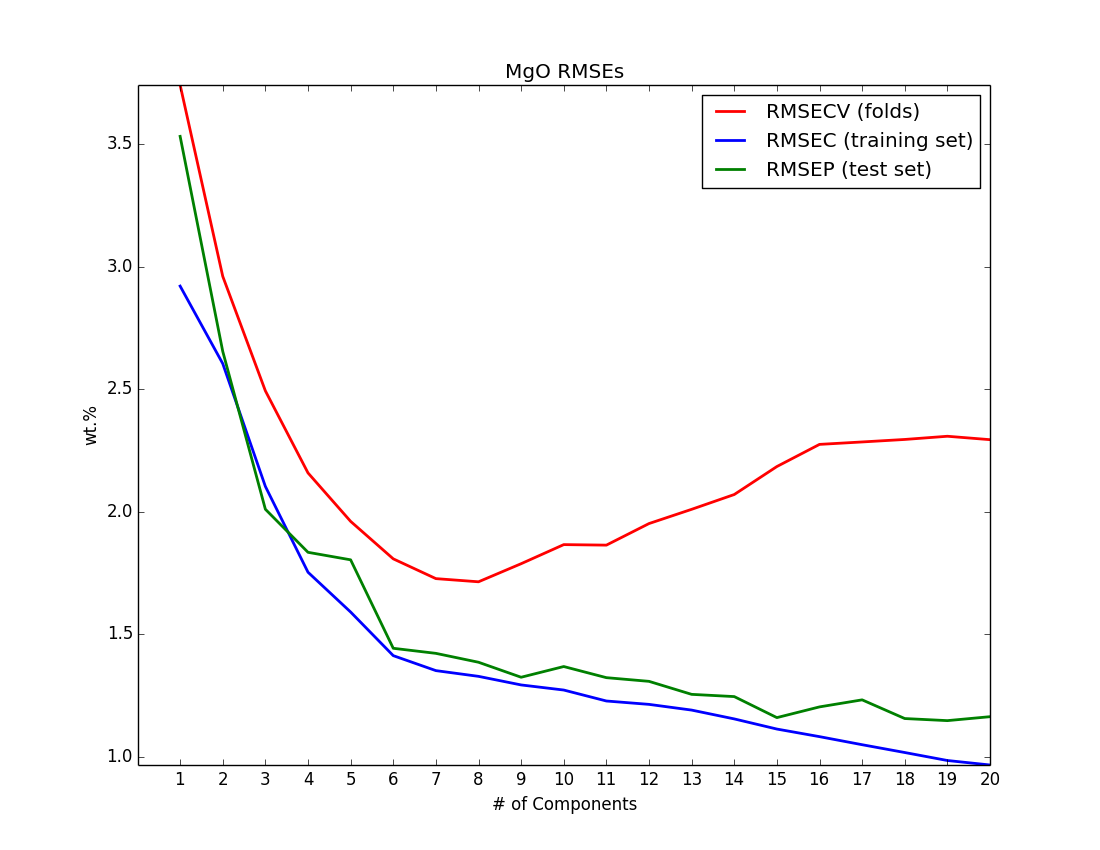 MgO RMSEs
RMSECV (folds)
RMSEC (training set)
RMSEP (test set)
3.5
3.0
2.5
2.0
1.5
1.0
wt.%
1 2 3 4 5 6 7 8 9 10 11 12 13 14 15 16 17 18 19 20
# of Components